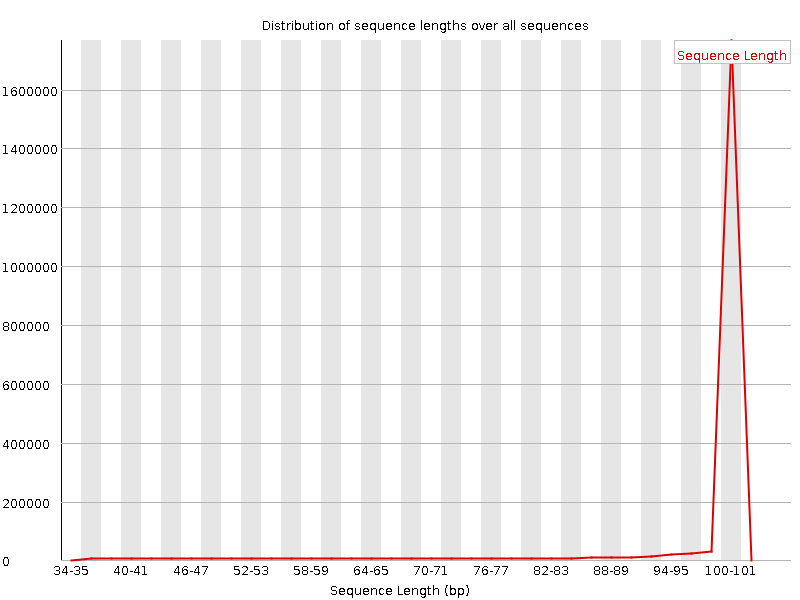 Distribution of sequence lengths over all sequences
Sequence Length
1600000
1400000
1200000
1000000
800000
600000
400000
200000
0
34-35 40-41 46-47 52-53 58-59 64-65 70-71 76-77 82-83 88-89 94-95 100-101
Sequence Length (bp)